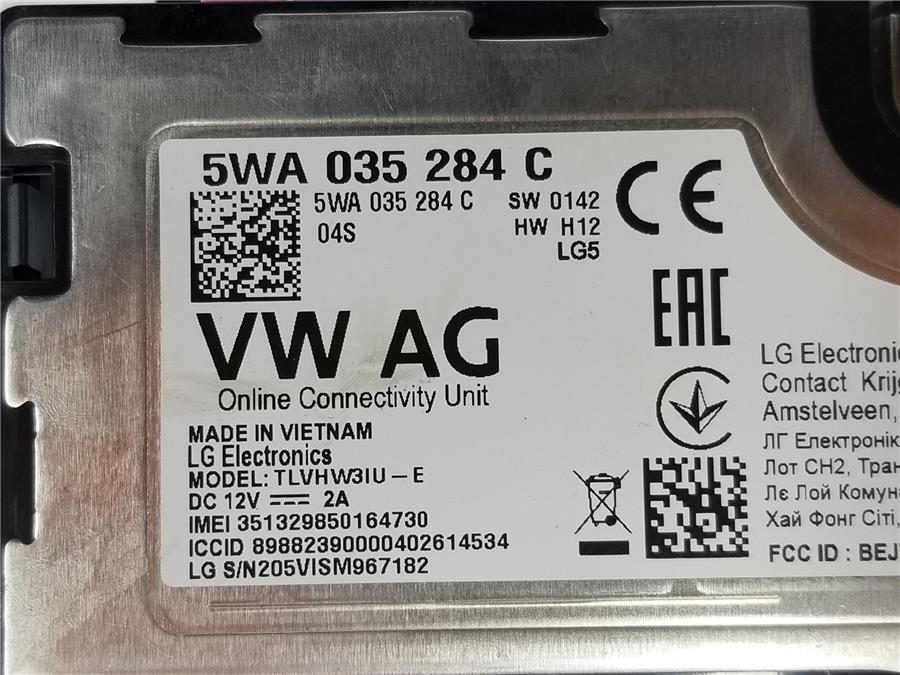 5WA 035 284 C
5WA 035 284 C SW 0142
04S HW H12
LG5
CE
EAC
VW AG
Online Connectivity Unit
MADE IN VIETNAM
LG Electronics
MODEL: TLVHW3IU-E
DC 12V 2A
IMEI 351329850164730
ICCID 89882390000402614534
LG S/N205VISM967182
LG Electronic
Contact Krij
Amstelveen,
ЛГ Електронік
Лот СН2, Тран
Лє Лой Комуна
Хай Фонг Сіті,
FCC ID : BEJ